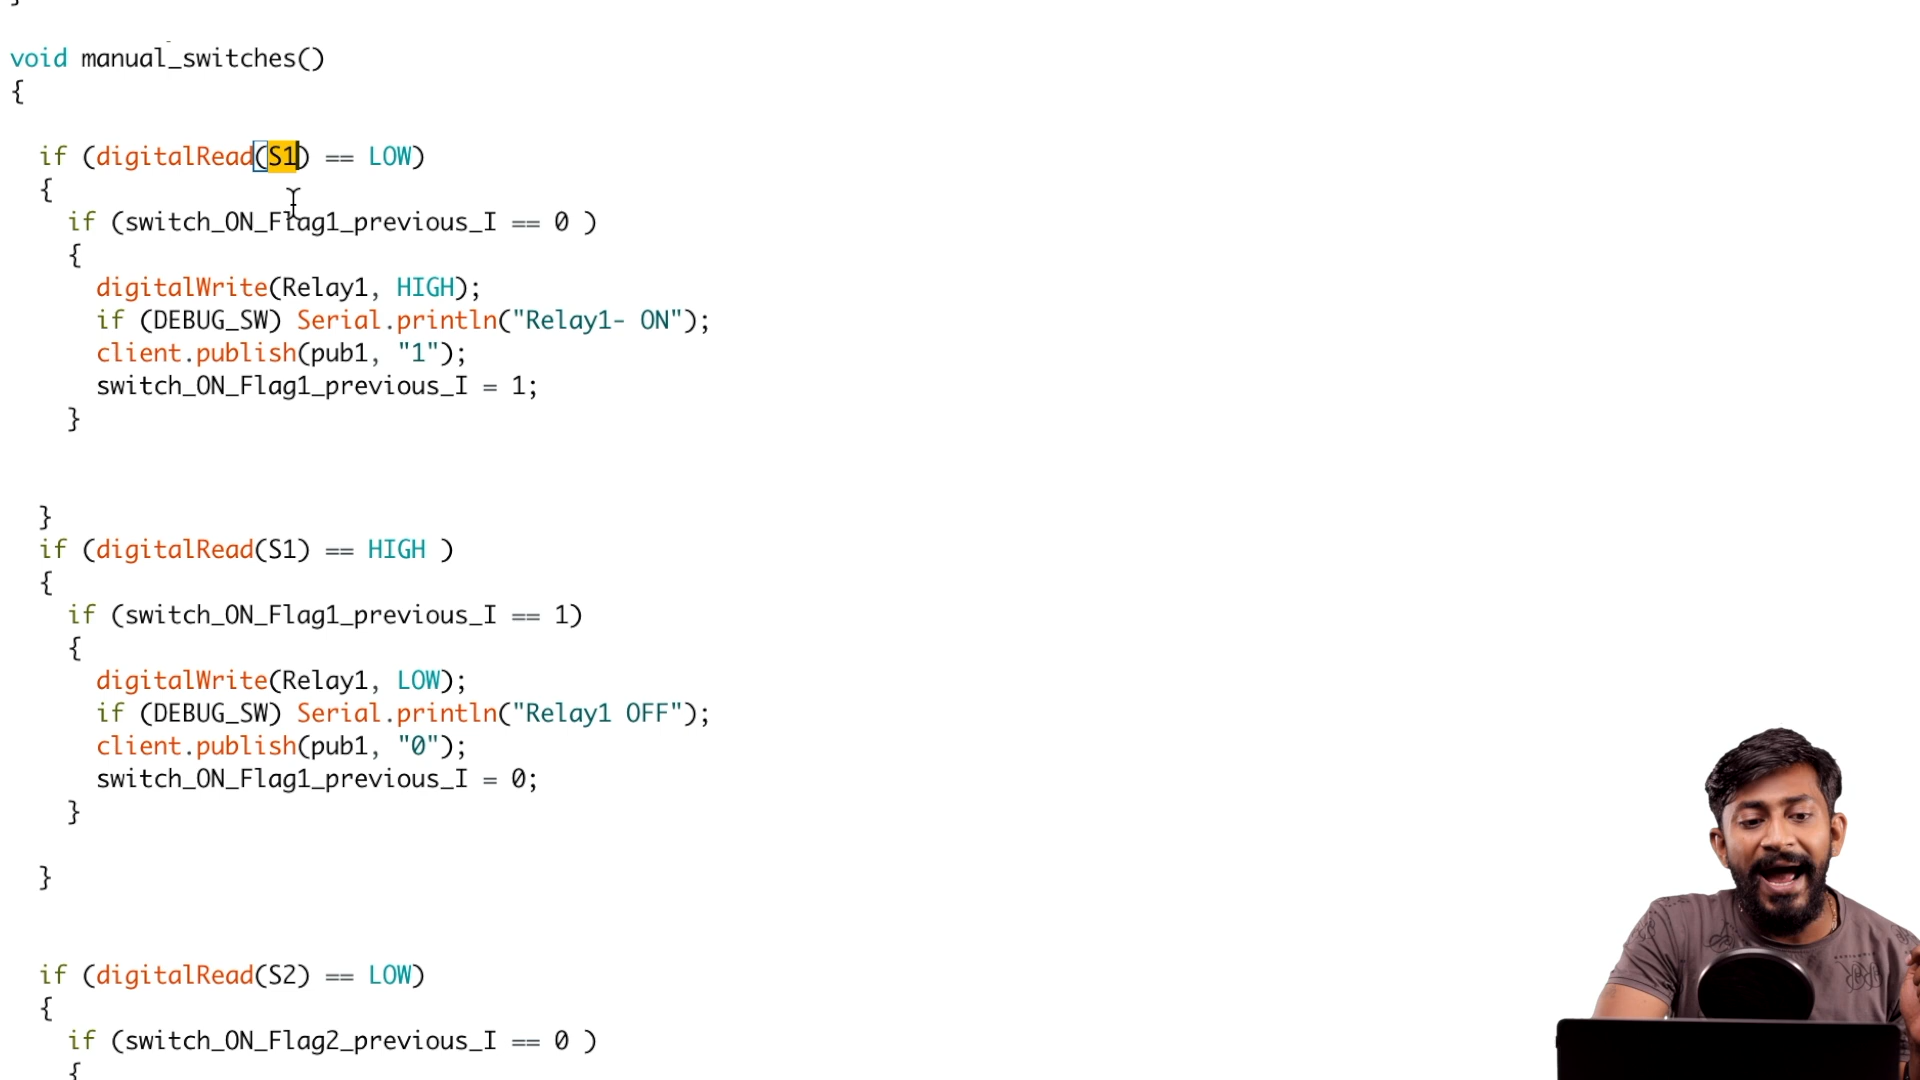 }
void manual_switches()
{
if (digitalRead(S1) == LOW)
{
if (switch_ON_Flag1_previous_I == 0 )
{
digitalWrite(Relay1, HIGH);
if (DEBUG_SW) Serial.println("Relay1- ON");
client.publish(pub1, "1");
switch_ON_Flag1_previous_I = 1;
}
}
if (digitalRead(S1) == HIGH )
{
if (switch_ON_Flag1_previous_I == 1)
{
digitalWrite(Relay1, LOW);
if (DEBUG_SW) Serial.println("Relay1 OFF");
client.publish(pub1, "0");
switch_ON_Flag1_previous_I = 0;
}
}
if (digitalRead(S2) == LOW)
{
if (switch_ON_Flag2_previous_I == 0 )
{